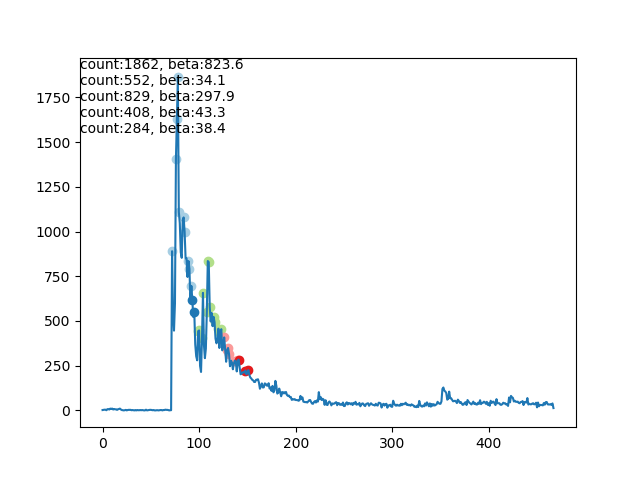 count:1862, beta:823.6
count:552, beta:34.1
count:829, beta:297.9
count:408, beta:43.3
count:284, beta:38.4
1750
1500
1250
1000
750
500
250
0
0 100 200 300 400